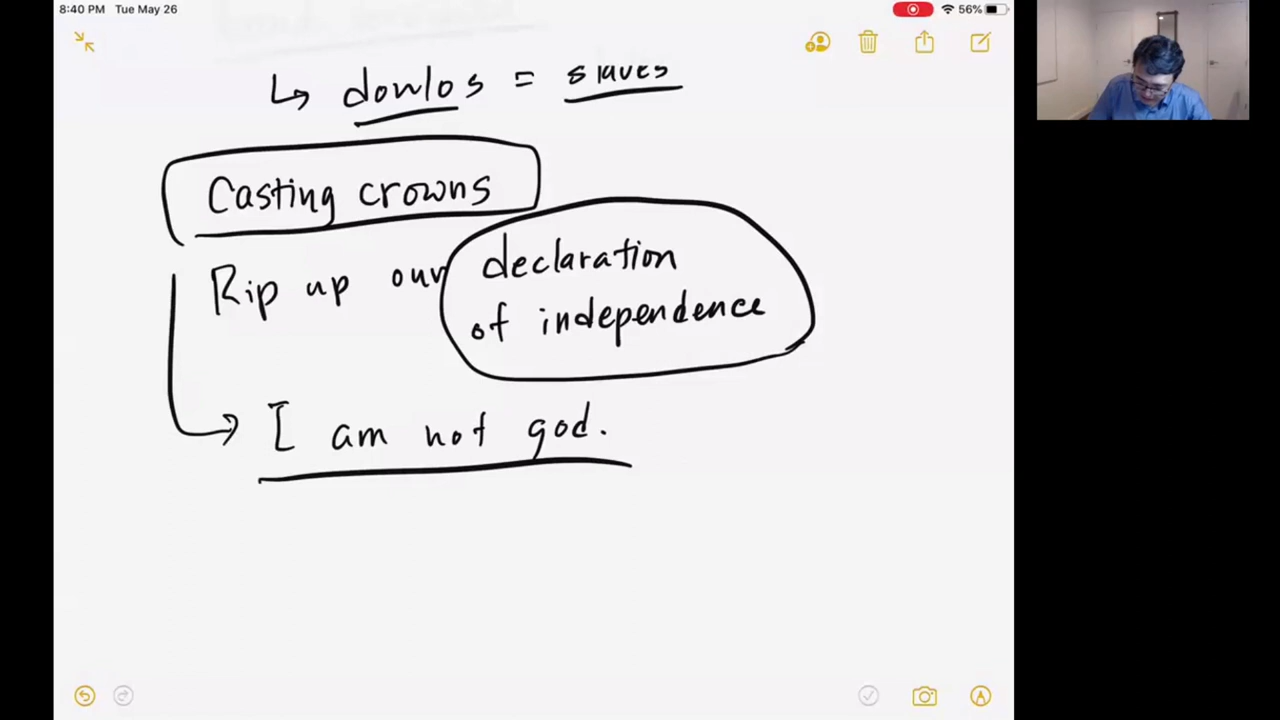 8:40 PM Tue May 26
56%
↳ doulos = slaves
Casting crowns
Rip up our declaration
of independence
→ I am not god.